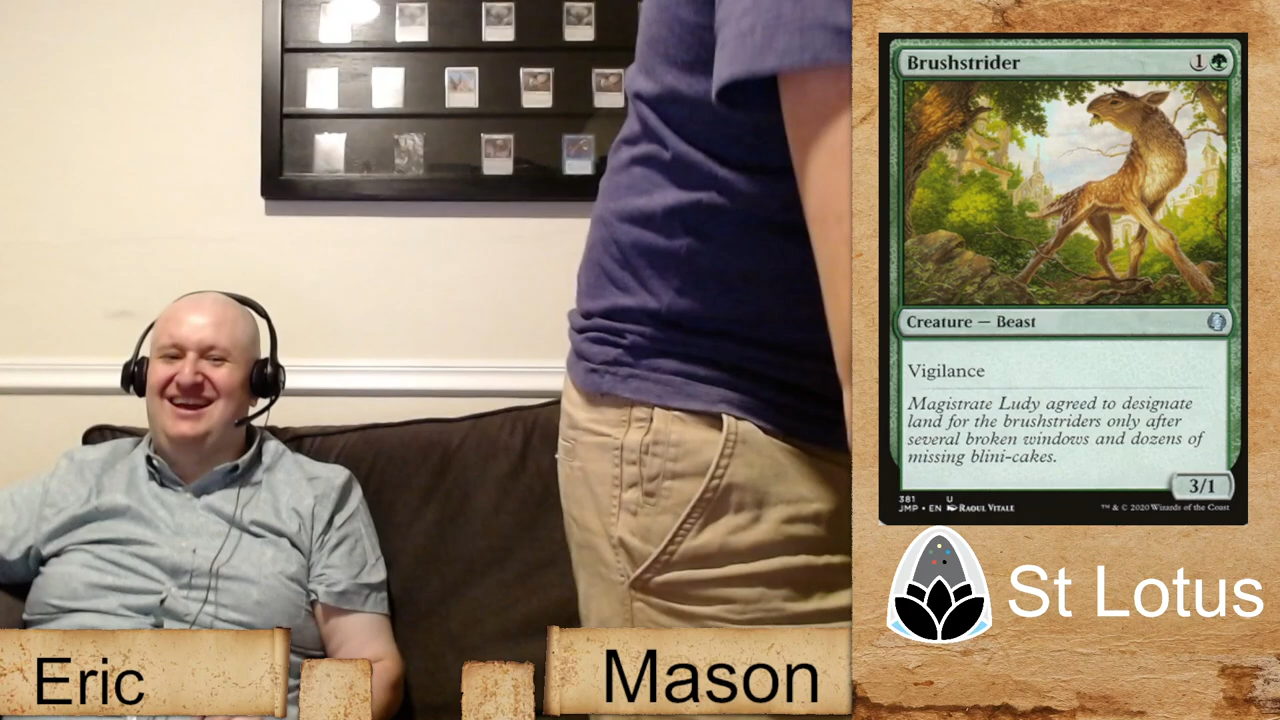 Brushstrider 1
Creature — Beast
Vigilance
Magistrate Ludy agreed to designate
land for the brushstriders only after
several broken windows and dozens of
missing blini-cakes.
3/1
381 U
JMP • EN Raoul Vitale
™ & © 2020 Wizards of the Coast
St Lotus
Eric
Mason